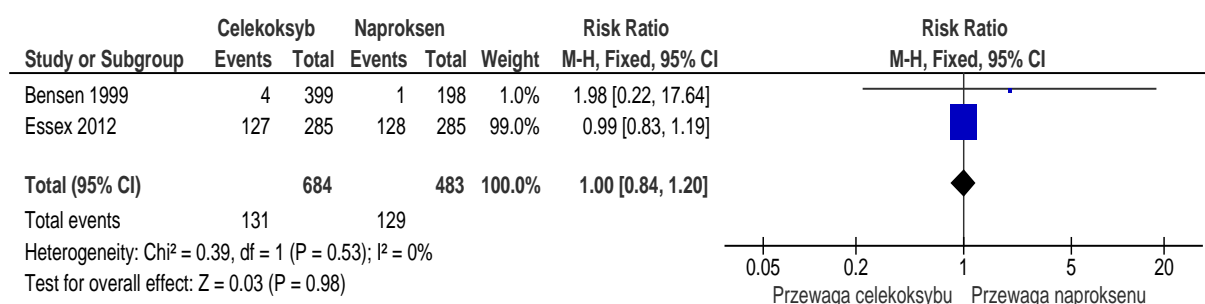 Celekoksyb Naproksen Risk Ratio Risk Ratio
Study or Subgroup Events Total Events Total Weight M-H, Fixed, 95% CI M-H, Fixed, 95% CI
Bensen 1999 4 399 1 198 1.0% 1.98 [0.22, 17.64]
Essex 2012 127 285 128 285 99.0% 0.99 [0.83, 1.19]
Total (95% CI) 684 483 100.0% 1.00 [0.84, 1.20]
Total events 131 129
Heterogeneity: Chi² = 0.39, df = 1 (P = 0.53); I² = 0%
Test for overall effect: Z = 0.03 (P = 0.98)
0.05 0.2 1 5 20
Przewaga celekoksybu Przewaga naproksenu